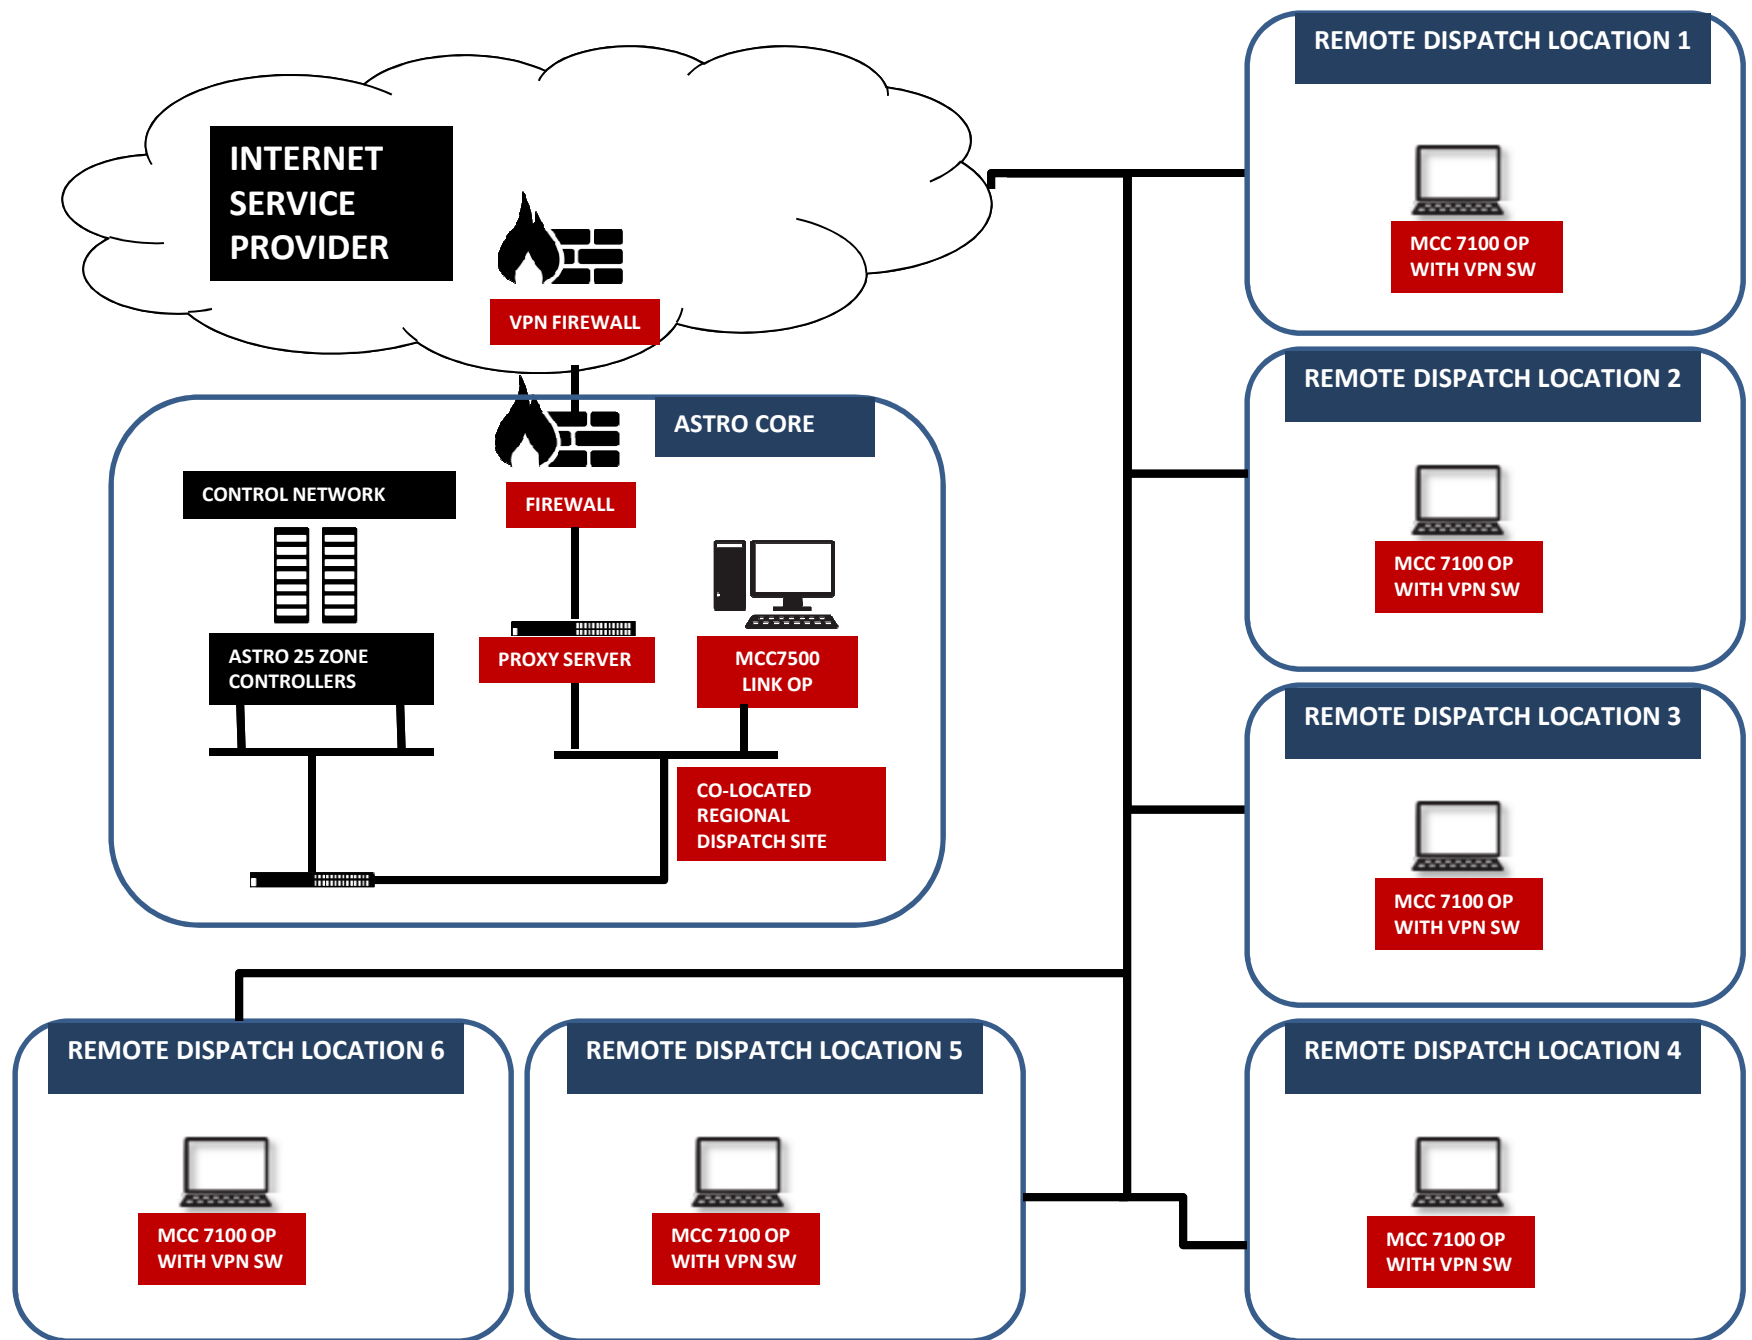 INTERNET
SERVICE
PROVIDER
VPN FIREWALL
ASTRO CORE
CONTROL NETWORK
FIREWALL
ASTRO 25 ZONE
CONTROLLERS
PROXY SERVER
MCC7500
LINK OP
CO-LOCATED
REGIONAL
DISPATCH SITE
REMOTE DISPATCH LOCATION 1
MCC 7100 OP
WITH VPN SW
REMOTE DISPATCH LOCATION 2
MCC 7100 OP
WITH VPN SW
REMOTE DISPATCH LOCATION 3
MCC 7100 OP
WITH VPN SW
REMOTE DISPATCH LOCATION 6
MCC 7100 OP
WITH VPN SW
REMOTE DISPATCH LOCATION 5
MCC 7100 OP
WITH VPN SW
REMOTE DISPATCH LOCATION 4
MCC 7100 OP
WITH VPN SW